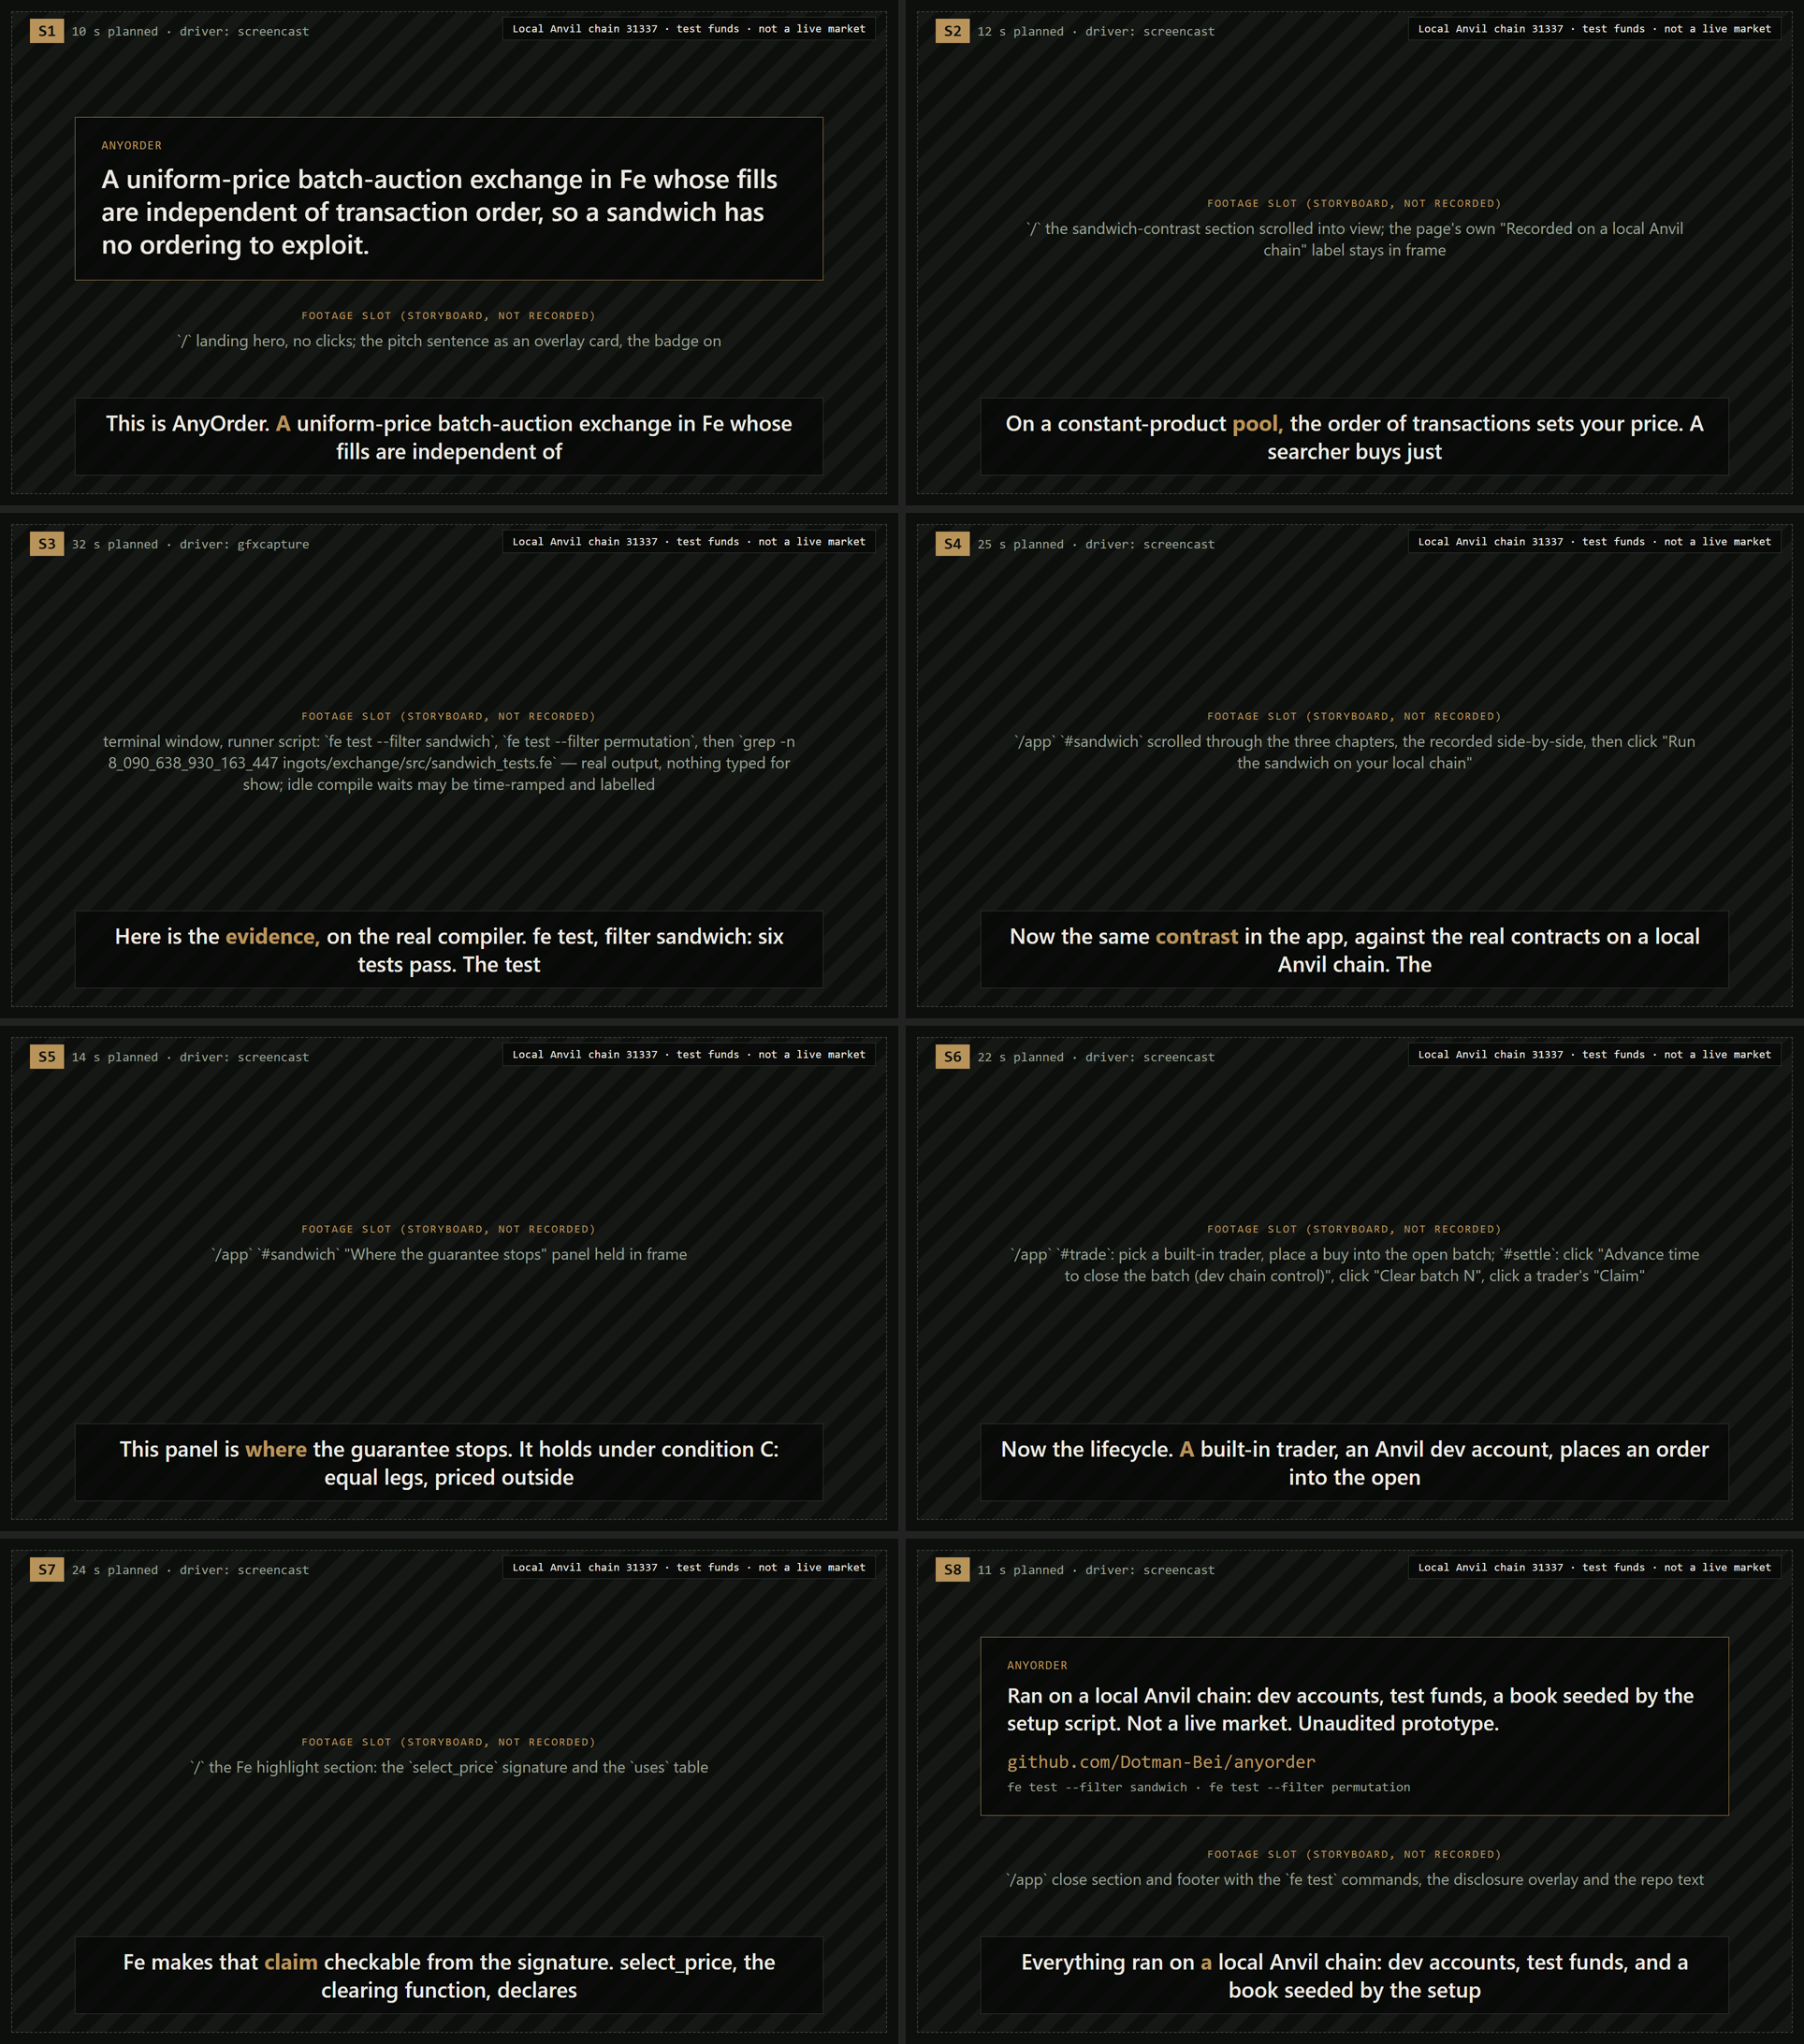 S1 10 s planned · driver: screencast
Local Anvil chain 31337 · test funds · not a live market
ANYORDER
A uniform-price batch-auction exchange in Fe whose fills
are independent of transaction order, so a sandwich has
no ordering to exploit.
FOOTAGE SLOT (STORYBOARD, NOT RECORDED)
`/` landing hero, no clicks; the pitch sentence as an overlay card, the badge on
This is AnyOrder. A uniform-price batch-auction exchange in Fe whose
fills are independent of
S2 12 s planned · driver: screencast
Local Anvil chain 31337 · test funds · not a live market
FOOTAGE SLOT (STORYBOARD, NOT RECORDED)
`/` the sandwich-contrast section scrolled into view; the page's own "Recorded on a local Anvil
chain" label stays in frame
On a constant-product pool, the order of transactions sets your price. A
searcher buys just
S3 32 s planned · driver: gfxcapture
Local Anvil chain 31337 · test funds · not a live market
FOOTAGE SLOT (STORYBOARD, NOT RECORDED)
terminal window, runner script: `fe test --filter sandwich`, `fe test --filter permutation`, then `grep -n
8_090_638_930_163_447 ingots/exchange/src/sandwich_tests.fe` — real output, nothing typed for
show; idle compile waits may be time-ramped and labelled
Here is the evidence, on the real compiler. fe test, filter sandwich: six
tests pass. The test
S4 25 s planned · driver: screencast
Local Anvil chain 31337 · test funds · not a live market
FOOTAGE SLOT (STORYBOARD, NOT RECORDED)
`/app` `#sandwich` scrolled through the three chapters, the recorded side-by-side, then click "Run
the sandwich on your local chain"
Now the same contrast in the app, against the real contracts on a local
Anvil chain. The
S5 14 s planned · driver: screencast
Local Anvil chain 31337 · test funds · not a live market
FOOTAGE SLOT (STORYBOARD, NOT RECORDED)
`/app` `#sandwich` "Where the guarantee stops" panel held in frame
This panel is where the guarantee stops. It holds under condition C:
equal legs, priced outside
S6 22 s planned · driver: screencast
Local Anvil chain 31337 · test funds · not a live market
FOOTAGE SLOT (STORYBOARD, NOT RECORDED)
`/app` `#trade`: pick a built-in trader, place a buy into the open batch; `#settle`: click "Advance time
to close the batch (dev chain control)", click "Clear batch N", click a trader's "Claim"
Now the lifecycle. A built-in trader, an Anvil dev account, places an order
into the open
S7 24 s planned · driver: screencast
Local Anvil chain 31337 · test funds · not a live market
FOOTAGE SLOT (STORYBOARD, NOT RECORDED)
`/` the Fe highlight section: the `select_price` signature and the `uses` table
Fe makes that claim checkable from the signature. select_price, the
clearing function, declares
S8 11 s planned · driver: screencast
Local Anvil chain 31337 · test funds · not a live market
ANYORDER
Ran on a local Anvil chain: dev accounts, test funds, a book seeded by the
setup script. Not a live market. Unaudited prototype.
github.com/Dotman-Bei/anyorder
fe test --filter sandwich · fe test --filter permutation
FOOTAGE SLOT (STORYBOARD, NOT RECORDED)
`/app` close section and footer with the `fe test` commands, the disclosure overlay and the repo text
Everything ran on a local Anvil chain: dev accounts, test funds, and a
book seeded by the setup